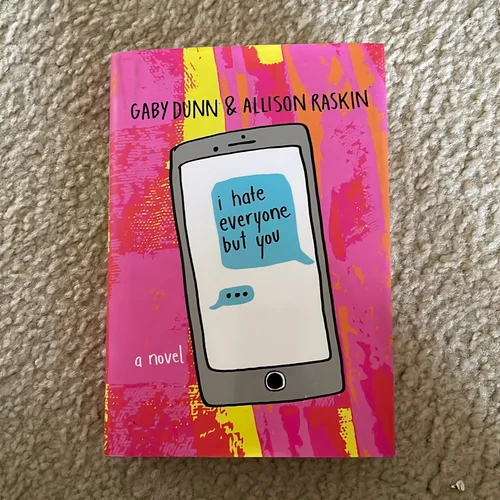 GABY DUNN & ALLISON RASKIN
i hate
everyone
but you
a novel